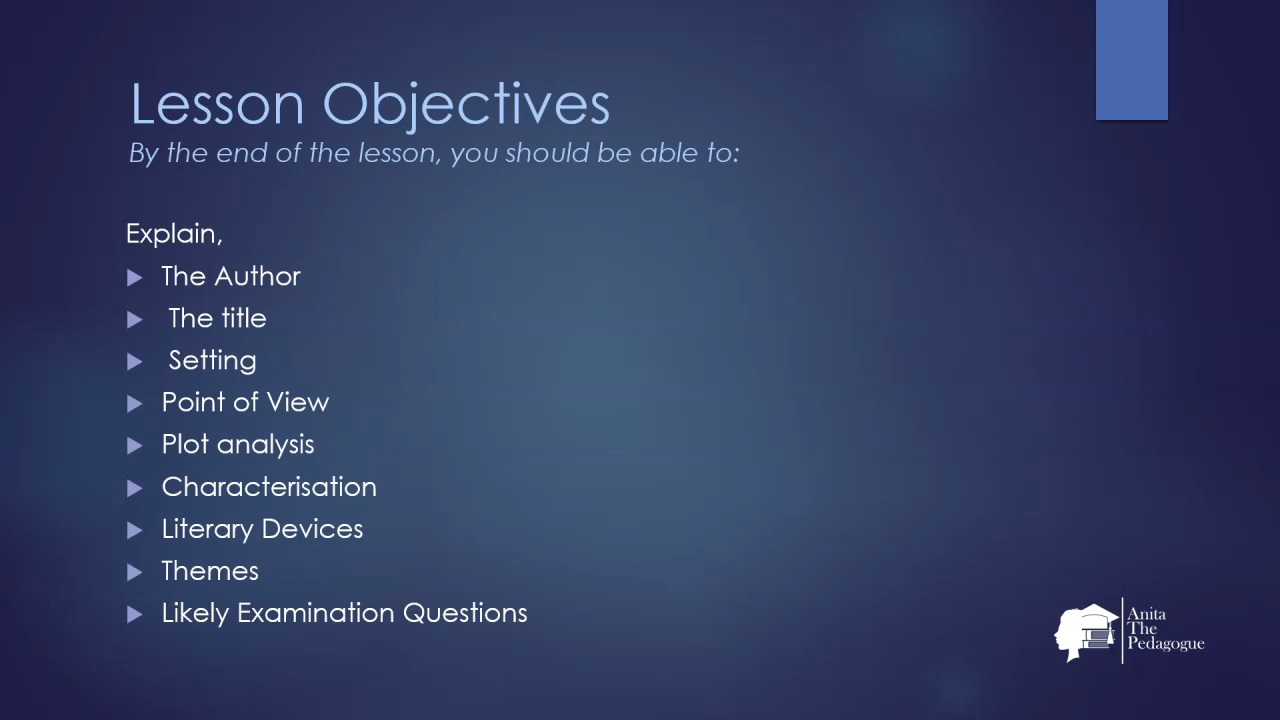 Lesson Objectives
By the end of the lesson, you should be able to:
Explain,
The Author
The title
Setting
Point of View
Plot analysis
Characterisation
Literary Devices
Themes
Likely Examination Questions
Anita
The
Pedagogue